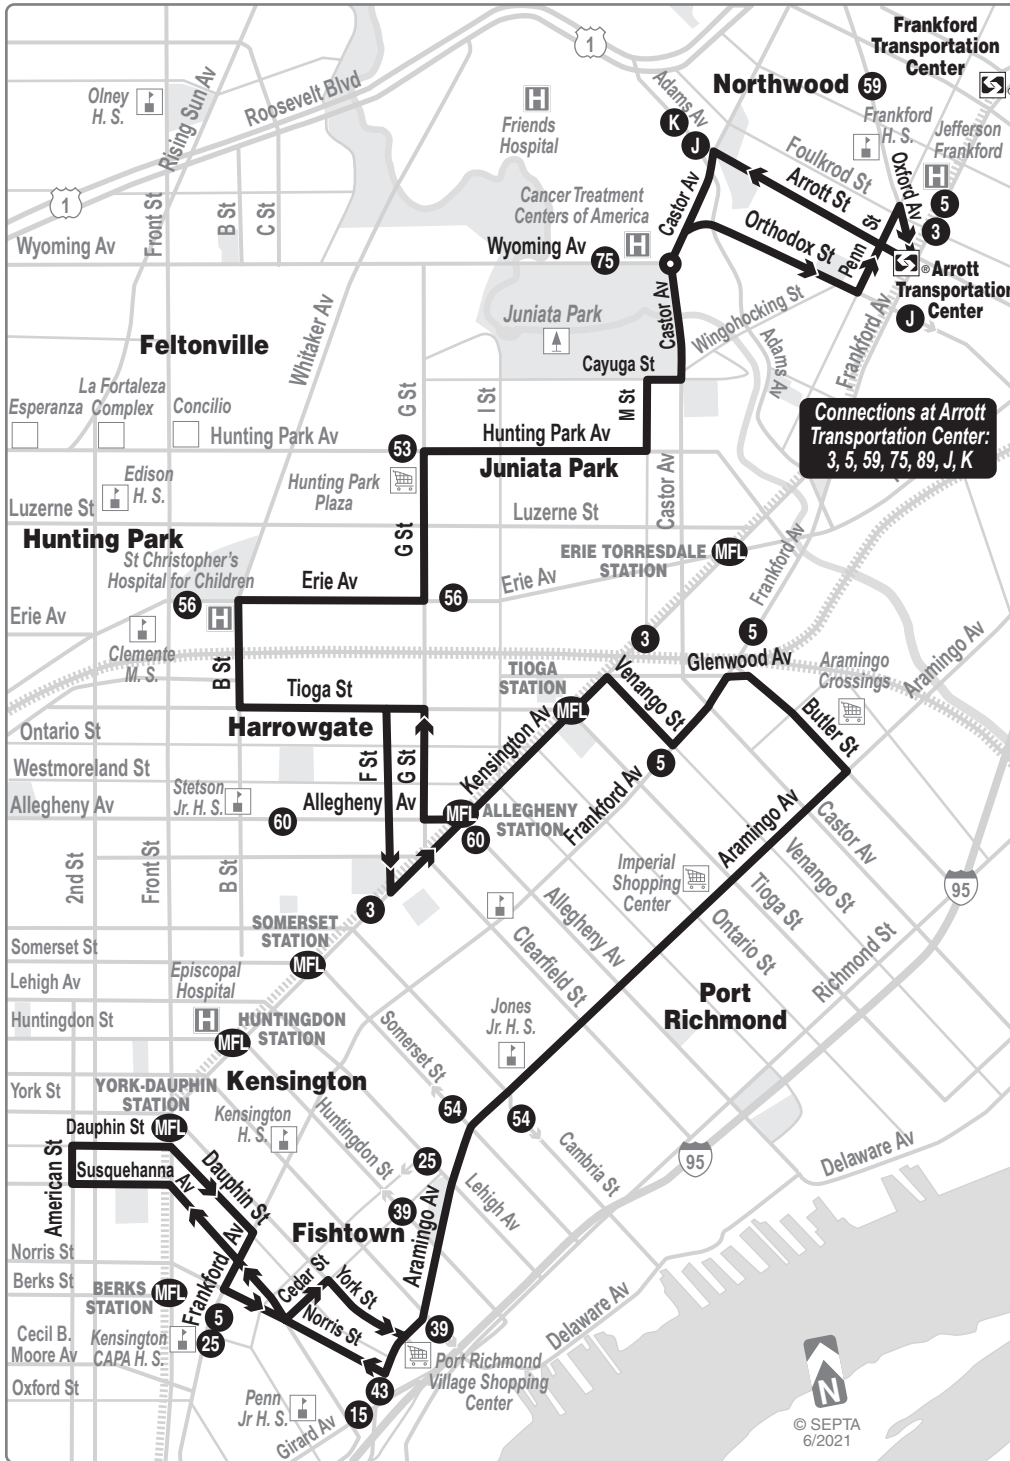 Frankford
Transportation
Center
1
Northwood
59
Adams Av
K
J
Olney
H. S.
Rising Sun Av
Roosevelt Blvd
H
Friends
Hospital
Frankford
H. S.
Jefferson
Frankford
H
Foulkrod St
Arrott St
Oxford Av
5
3
1
Front St
B St
C St
Cancer Treatment
Centers of America
H
Castor Av
Orthodox St
Penn St
Wyoming Av
Wyoming Av
75
® Arrott
Transportation
Center
J
Castor Av
Wingohocking St
Adams Av
Frankford Av
Juniata Park
Whitaker Av
Feltonville
Cayuga St
La Fortaleza
Complex
Esperanza
Concilio
G St
I St
M St
Connections at Arrott
Transportation Center:
3, 5, 59, 75, 89, J, K
Hunting Park Av
53
Hunting Park Av
Juniata Park
Castor Av
Edison
H. S.
Hunting Park
Plaza
Luzerne St
Luzerne St
G St
Hunting Park
St Christopher's
Hospital for Children
ERIE TORRESDALE
STATION
MFL
Frankford Av
Erie Av
Erie Av
56
H
56
Erie Av
Clemente
M. S.
3
5
Glenwood Av
B St
TIOGA
STATION
MFL
Venango St
Aramingo
Crossings
Aramingo Av
Tioga St
Harrowgate
Butler St
Ontario St
Kensington Av
5
Westmoreland St
F St
G St
Frankford Av
Stetson
Jr. H. S.
Allegheny Av
60
Allegheny Av
MFL
ALLEGHENY
STATION
60
Aramingo Av
Castor Av
Venango St
Tioga St
Ontario St
Imperial
Shopping
Center
95
2nd St
Front St
B St
3
Allegheny Av
Clearfield St
Richmond St
SOMERSET
STATION
MFL
Somerset St
Lehigh Av
Episcopal
Hospital
H
Port
Richmond
Huntingdon St
MFL
HUNTINGDON
STATION
Jones
Jr. H. S.
Somerset St
Kensington
York St
YORK-DAUPHIN
STATION
MFL
Kensington
H. S.
Huntingdon St
54
54
Cambria St
95
Delaware Av
Dauphin St
Susquehanna Av
American St
Dauphin St
25
39
Lehigh Av
Aramingo Av
Fishtown
Norris St
Berks St
BERKS
STATION
MFL
Frankford Av
Cedar St
York St
Norris St
5
25
39
Delaware Av
Cecil B.
Moore Av
Kensington
CAPA H. S.
Port Richmond
Village Shopping
Center
Oxford St
43
15
Penn
Jr H. S.
Girard Av
N
© SEPTA
6/2021